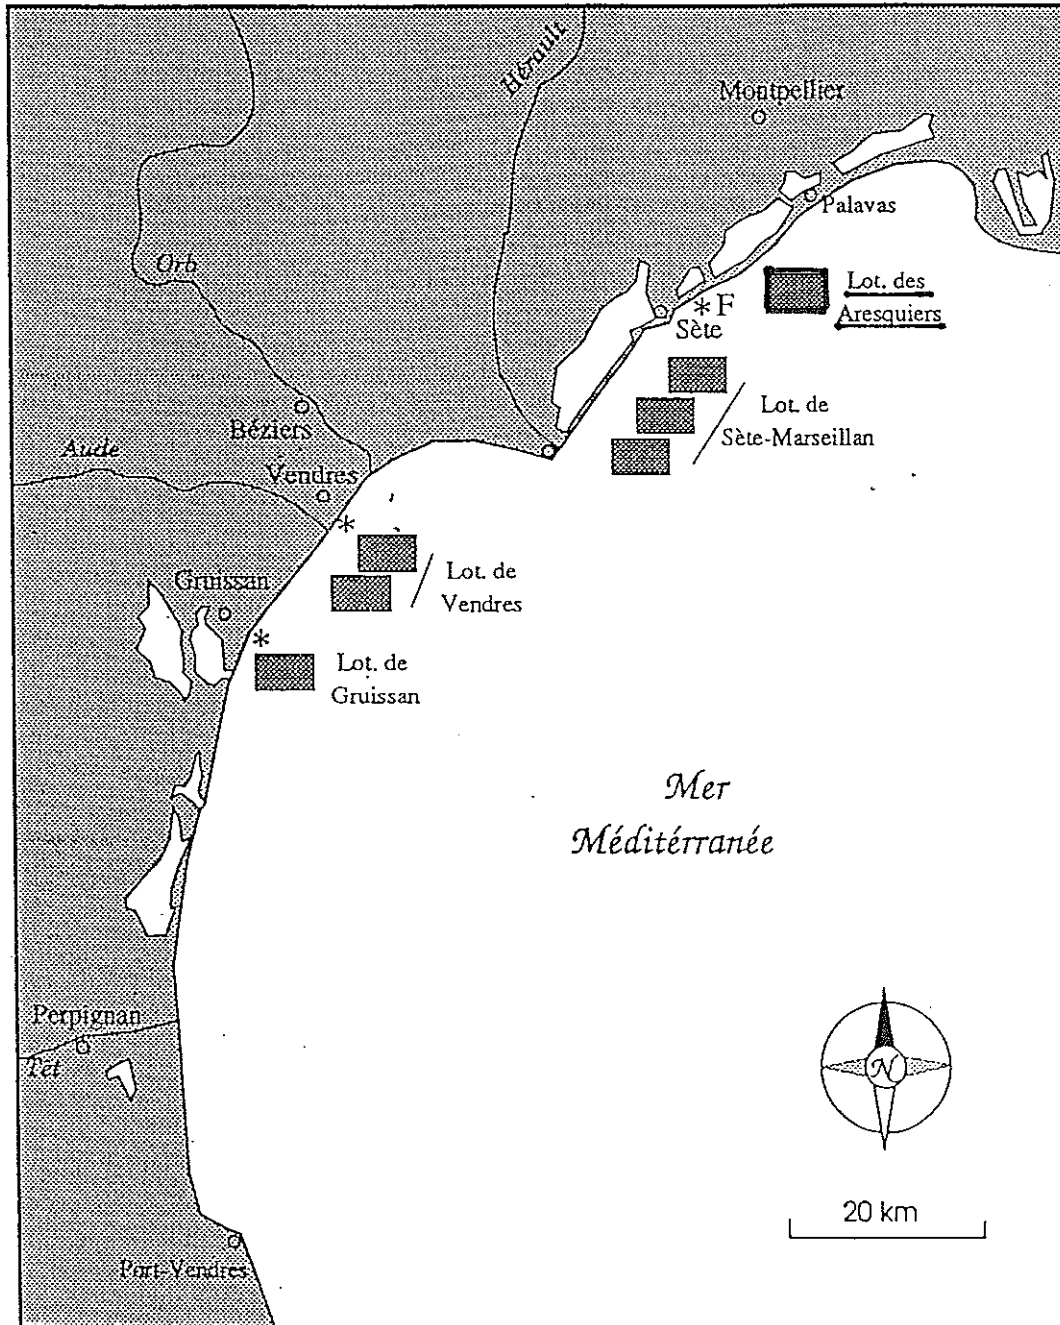 Hérault
Montpellier
Palavas
Orb
Lot. des
Aresquiers
* F
Sète
Lot. de
Sète-Marseillan
Béziers
Aude
Vendres
*
Lot. de
Vendres
Gruissan
*
Lot. de
Gruissan
Mer
Méditérranée
Perpignan
Têt
N
20 km
Port-Vendres